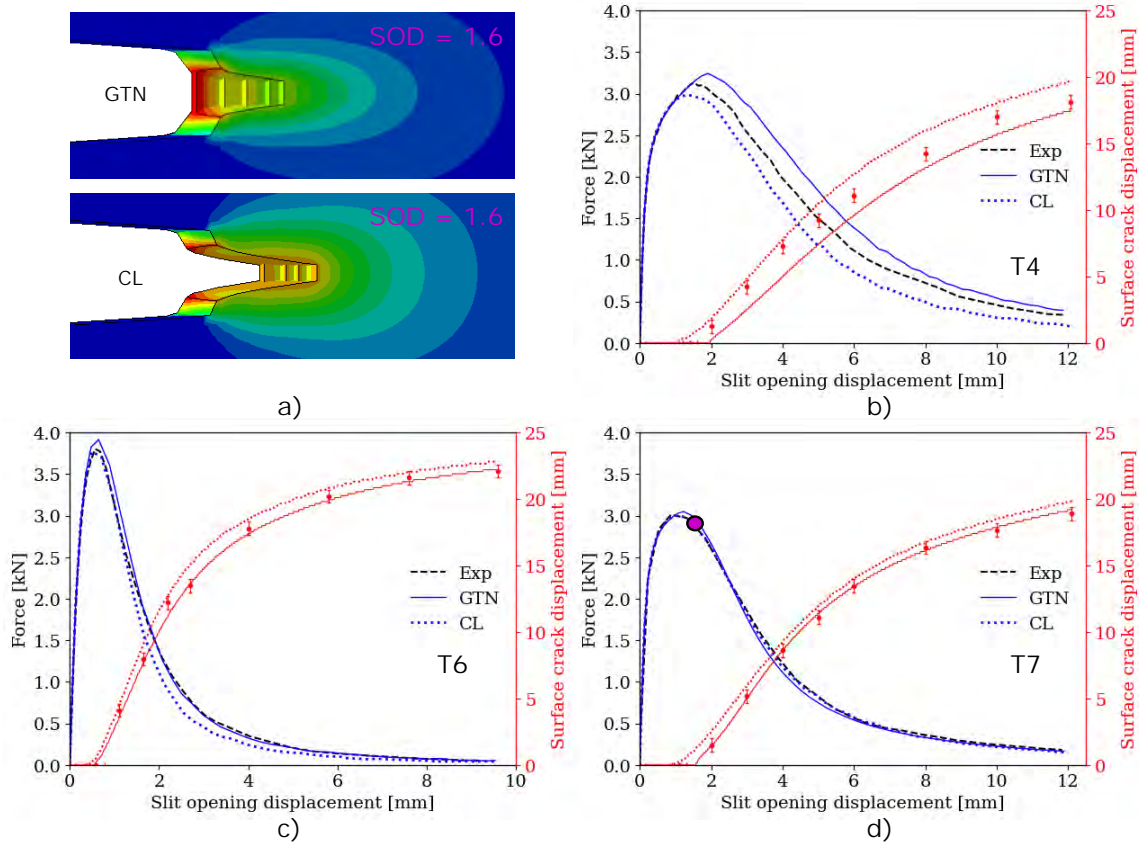 SOD = 1.6
GTN
SOD = 1.6
CL
a)
4.0
3.5
3.0
2.5
2.0
1.5
1.0
0.5
0.0
Force [kN]
0 2 4 6 8 10 12
Slit opening displacement [mm]
25
20
15
10
5
0
Surface crack displacement [mm]
Exp
GTN
CL
T4
b)
4.0
3.5
3.0
2.5
2.0
1.5
1.0
0.5
0.0
Force [kN]
0 2 4 6 8 10
Slit opening displacement [mm]
25
20
15
10
5
0
Surface crack displacement [mm]
Exp
GTN
CL
T6
c)
4.0
3.5
3.0
2.5
2.0
1.5
1.0
0.5
0.0
Force [kN]
0 2 4 6 8 10 12
Slit opening displacement [mm]
25
20
15
10
5
0
Surface crack displacement [mm]
Exp
GTN
CL
T7
d)